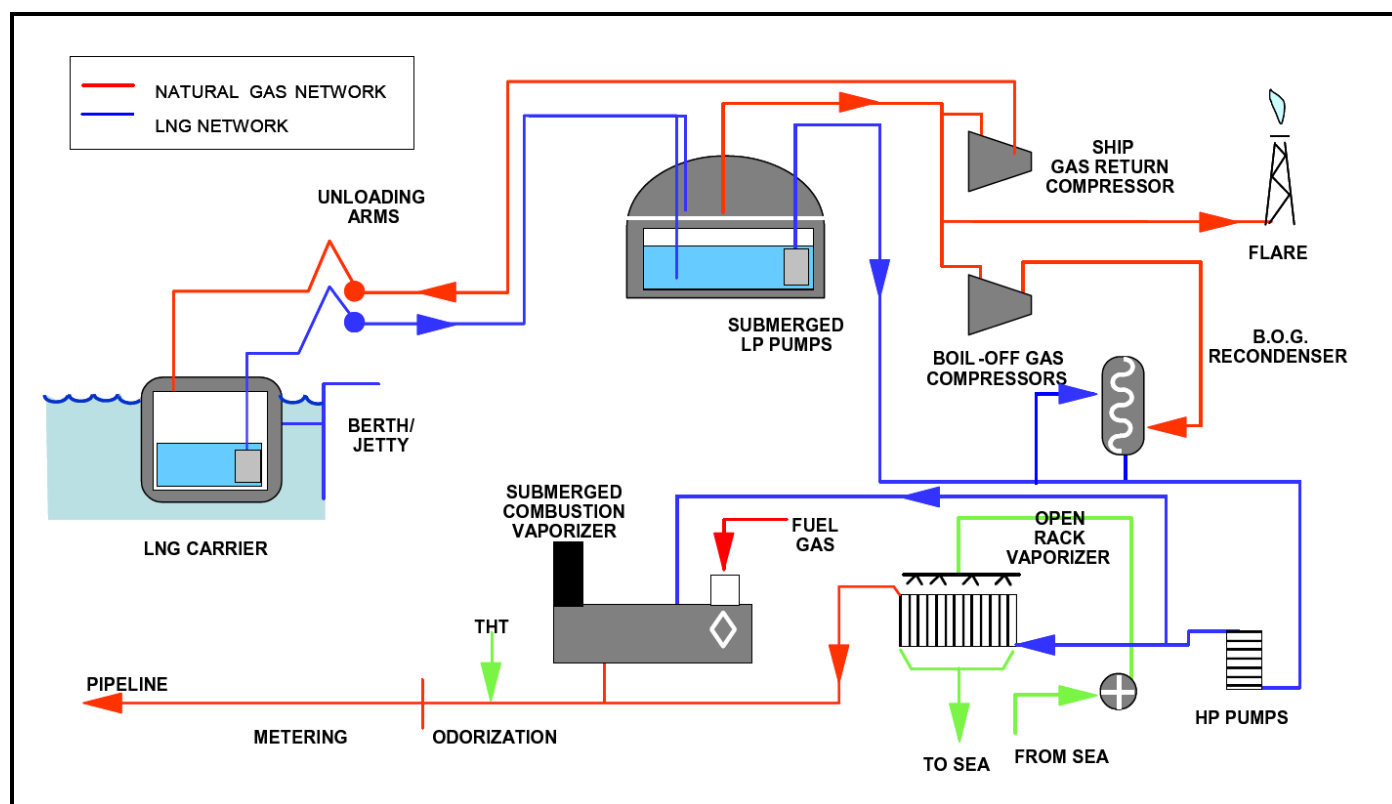 NATURAL GAS NETWORK
LNG NETWORK
UNLOADING
ARMS
SHIP
GAS RETURN
COMPRESSOR
FLARE
SUBMERGED
LP PUMPS
BOIL -OFF GAS
COMPRESSORS
B.O.G.
RECONDENSER
BERTH/
JETTY
LNG CARRIER
SUBMERGED
COMBUSTION
VAPORIZER
FUEL
GAS
OPEN
RACK
VAPORIZER
THT
PIPELINE
METERING
ODORIZATION
TO SEA
FROM SEA
HP PUMPS